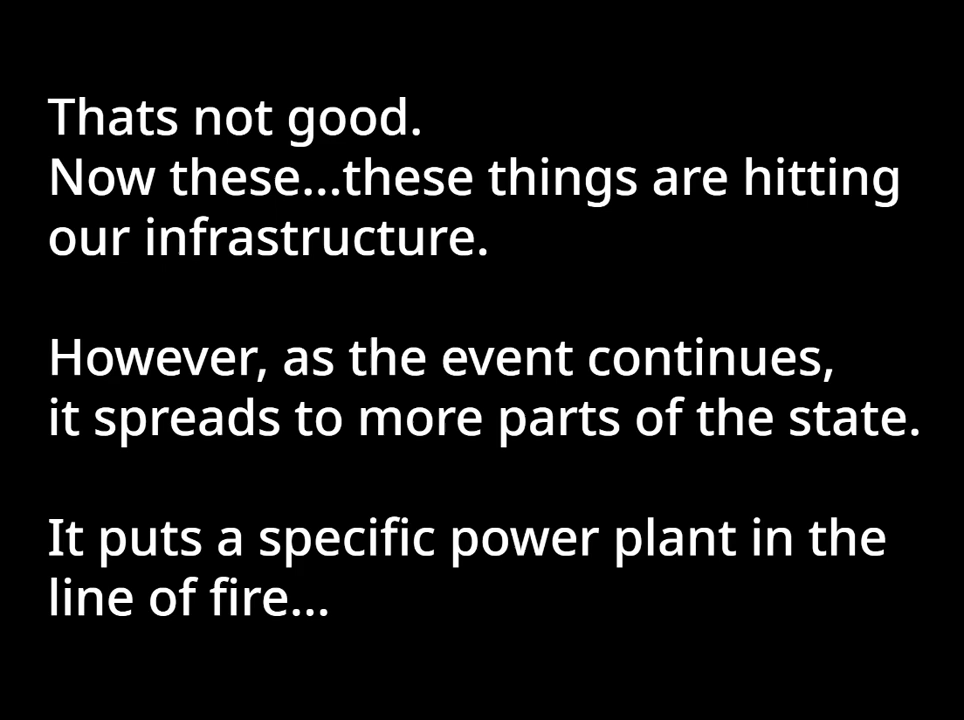 Thats not good.
Now these...these things are hitting
our infrastructure.
However, as the event continues,
it spreads to more parts of the state.
It puts a specific power plant in the
line of fire...